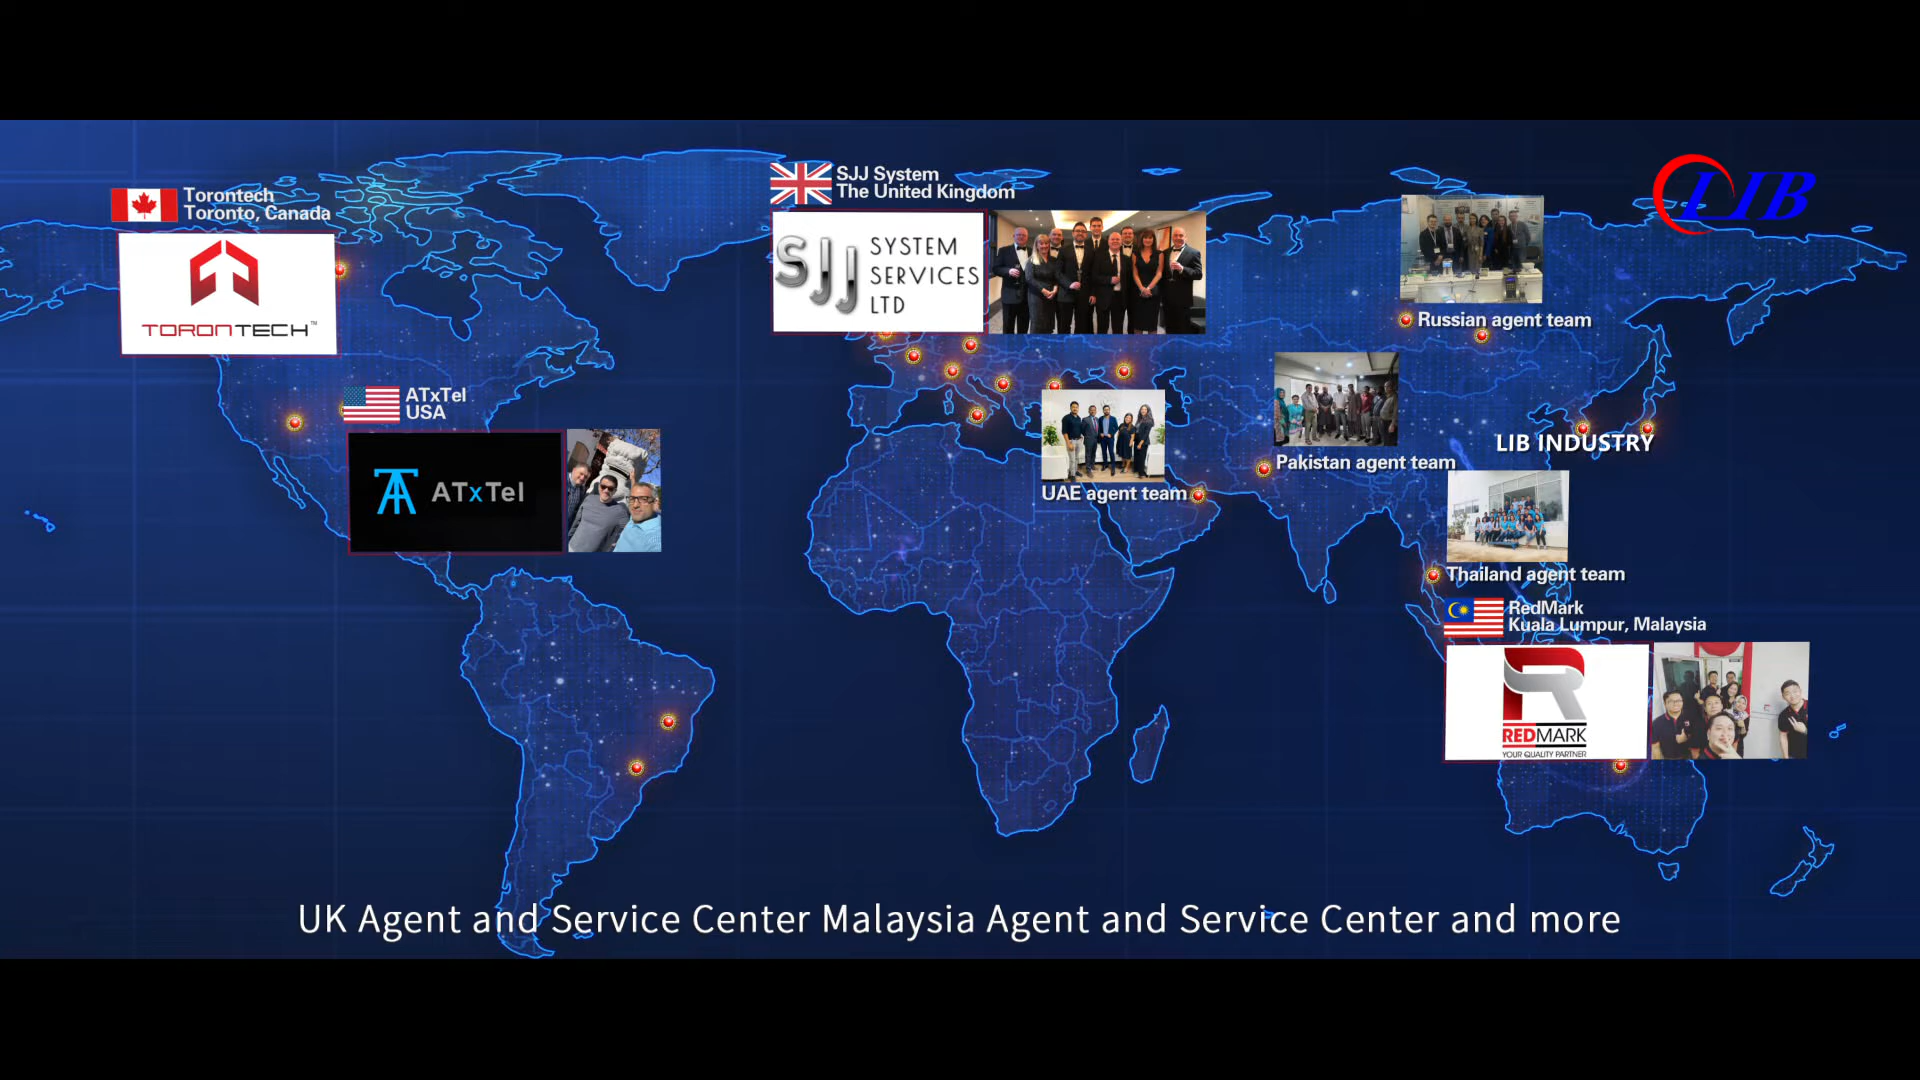 Torontech
Toronto, Canada
TORONTECH™
ATxTel
USA
ATxTel
SJJ System
The United Kingdom
SJJ
SYSTEM
SERVICES
LTD
LIB
Russian agent team
Pakistan agent team
UAE agent team
LIB INDUSTRY
Thailand agent team
RedMark
Kuala Lumpur, Malaysia
REDMARK
YOUR QUALITY PARTNER
UK Agent and Service Center Malaysia Agent and Service Center and more